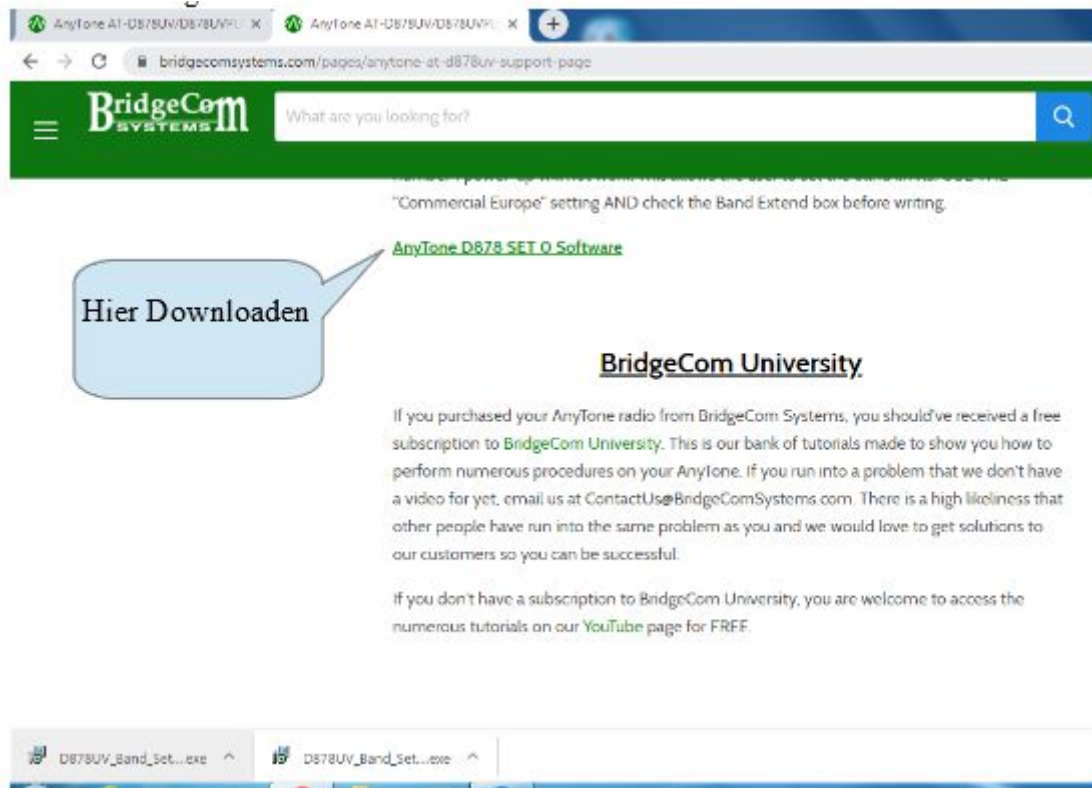 AnyTone AT-D878UV/D878UVPL
AnyTone AT-D878UV/D878UVPL
bridgecomsystems.com/pages/anytone-at-d878uv-support-page
BridgeCom
SYSTEMS
What are you looking for?
"Commercial Europe" setting AND check the Band Extend box before writing.
AnyTone D878 SET O Software
Hier Downloaden
BridgeCom University
If you purchased your AnyTone radio from BridgeCom Systems, you should've received a free
subscription to BridgeCom University. This is our bank of tutorials made to show you how to
perform numerous procedures on your AnyTone. If you run into a problem that we don't have
a video for yet, email us at ContactUs@BridgeComSystems.com. There is a high likeliness that
other people have run into the same problem as you and we would love to get solutions to
our customers so you can be successful.
If you don't have a subscription to BridgeCom University, you are welcome to access the
numerous tutorials on our YouTube page for FREE.
D878UV_Band_Set...exe
D878UV_Band_Set...exe